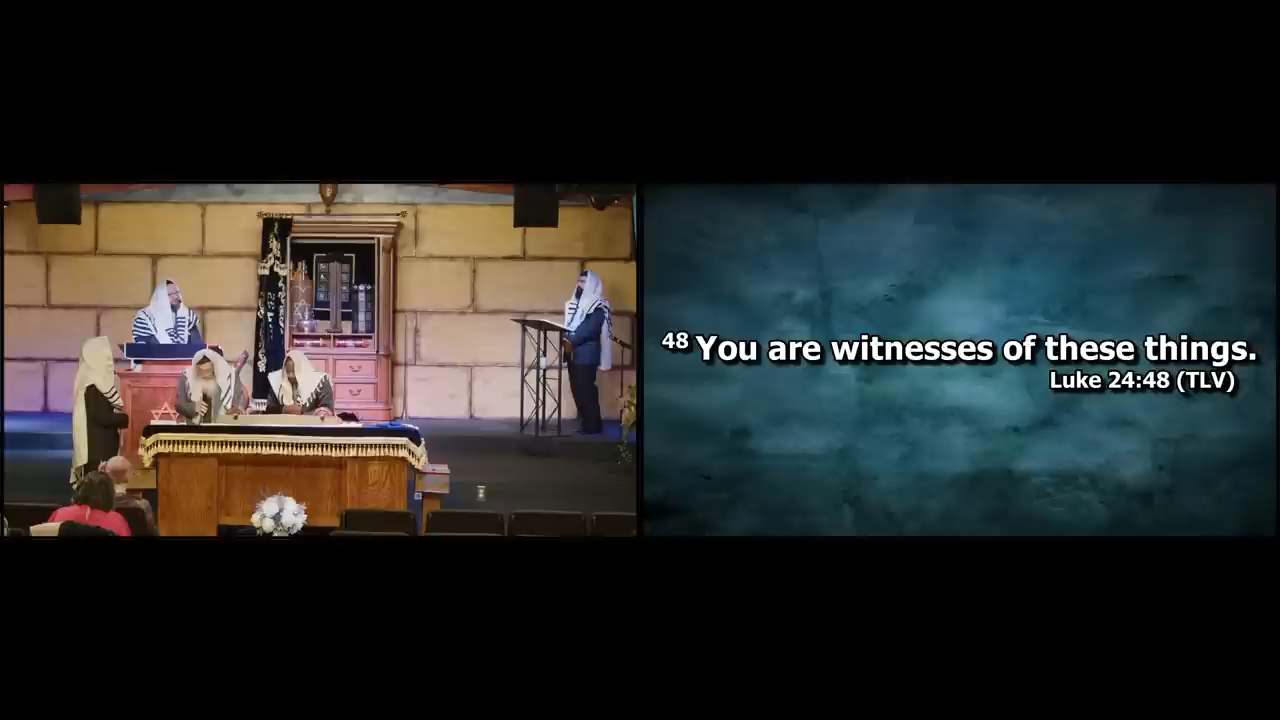 48 You are witnesses of these things.
Luke 24:48 (TLV)